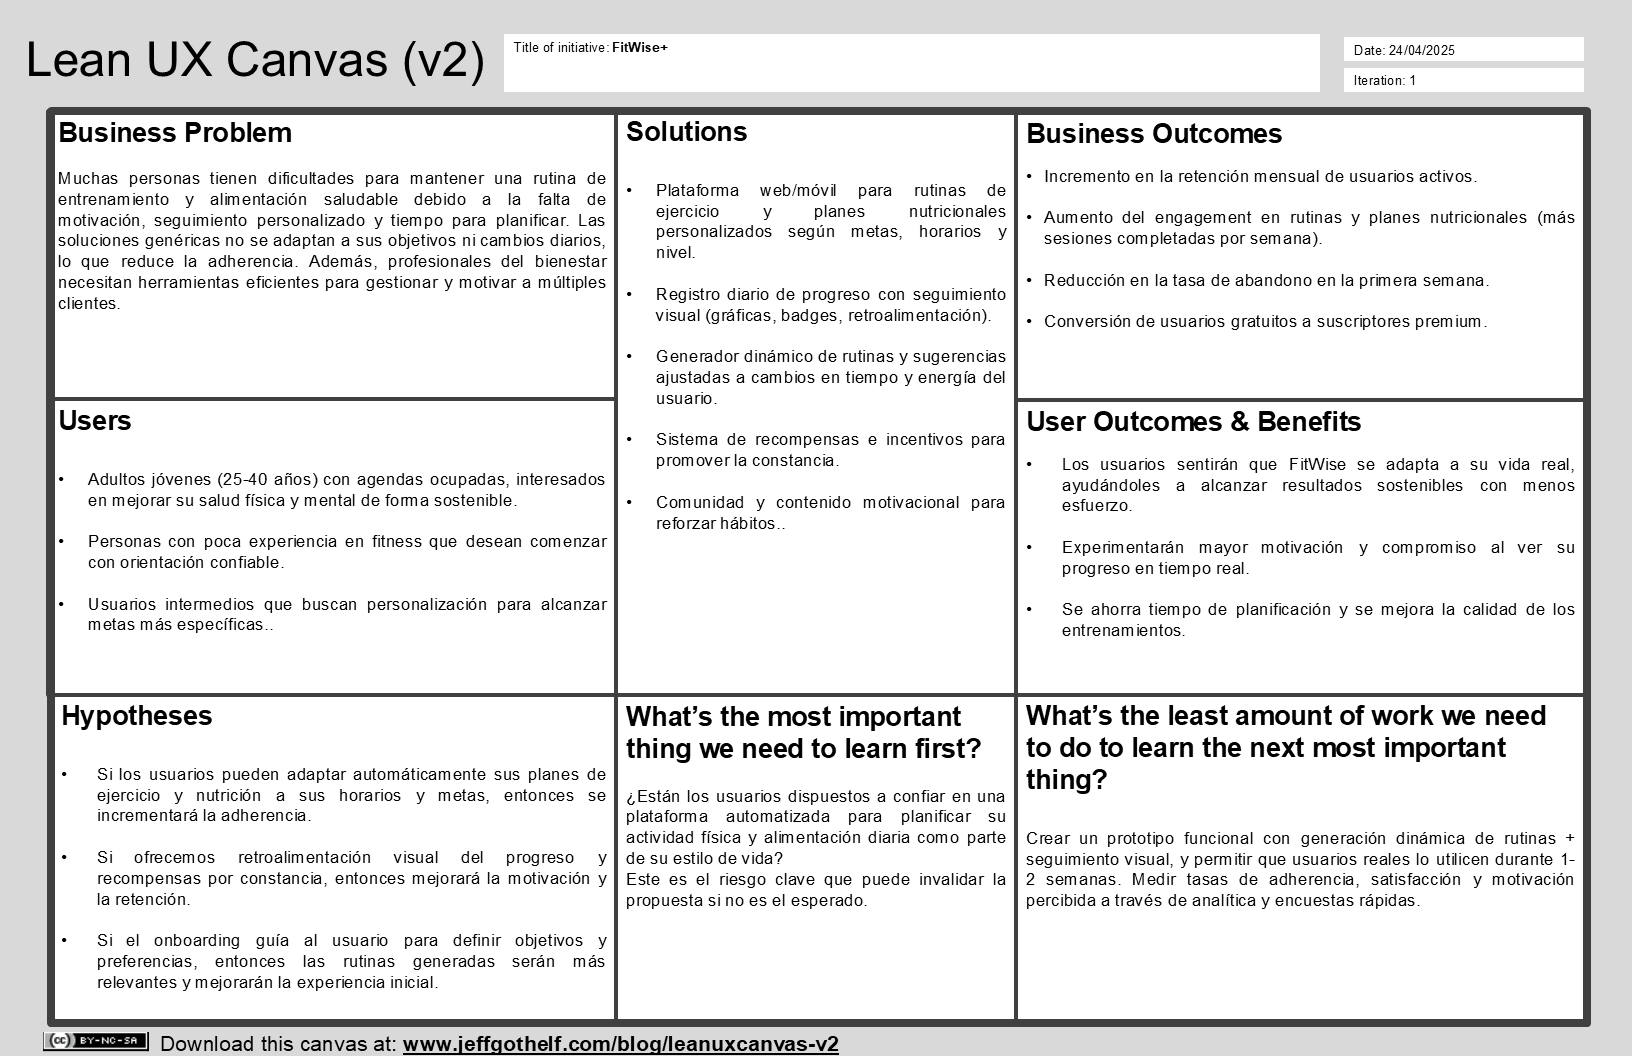 Lean UX Canvas (v2)
Title of initiative: FitWise+
Date: 24/04/2025
Iteration: 1
Business Problem
Muchas personas tienen dificultades para mantener una rutina de
entrenamiento y alimentación saludable debido a la falta de
motivación, seguimiento personalizado y tiempo para planificar. Las
soluciones genéricas no se adaptan a sus objetivos ni cambios diarios,
lo que reduce la adherencia. Además, profesionales del bienestar
necesitan herramientas eficientes para gestionar y motivar a múltiples
clientes.
Solutions
• Plataforma web/móvil para rutinas de
ejercicio y planes nutricionales
personalizados según metas, horarios y
nivel.
• Registro diario de progreso con seguimiento
visual (gráficas, badges, retroalimentación).
• Generador dinámico de rutinas y sugerencias
ajustadas a cambios en tiempo y energía del
usuario.
• Sistema de recompensas e incentivos para
promover la constancia.
• Comunidad y contenido motivacional para
reforzar hábitos..
Business Outcomes
• Incremento en la retención mensual de usuarios activos.
• Aumento del engagement en rutinas y planes nutricionales (más
sesiones completadas por semana).
• Reducción en la tasa de abandono en la primera semana.
• Conversión de usuarios gratuitos a suscriptores premium.
Users
• Adultos jóvenes (25-40 años) con agendas ocupadas, interesados
en mejorar su salud física y mental de forma sostenible.
• Personas con poca experiencia en fitness que desean comenzar
con orientación confiable.
• Usuarios intermedios que buscan personalización para alcanzar
metas más específicas..
User Outcomes & Benefits
• Los usuarios sentirán que FitWise se adapta a su vida real,
ayudándoles a alcanzar resultados sostenibles con menos
esfuerzo.
• Experimentarán mayor motivación y compromiso al ver su
progreso en tiempo real.
• Se ahorra tiempo de planificación y se mejora la calidad de los
entrenamientos.
Hypotheses
• Si los usuarios pueden adaptar automáticamente sus planes de
ejercicio y nutrición a sus horarios y metas, entonces se
incrementará la adherencia.
• Si ofrecemos retroalimentación visual del progreso y
recompensas por constancia, entonces mejorará la motivación y
la retención.
• Si el onboarding guía al usuario para definir objetivos y
preferencias, entonces las rutinas generadas serán más
relevantes y mejorarán la experiencia inicial.
What’s the most important
thing we need to learn first?
¿Están los usuarios dispuestos a confiar en una
plataforma automatizada para planificar su
actividad física y alimentación diaria como parte
de su estilo de vida?
Este es el riesgo clave que puede invalidar la
propuesta si no es el esperado.
What’s the least amount of work we need
to do to learn the next most important
thing?
Crear un prototipo funcional con generación dinámica de rutinas +
seguimiento visual, y permitir que usuarios reales lo utilicen durante 1-
2 semanas. Medir tasas de adherencia, satisfacción y motivación
percibida a través de analítica y encuestas rápidas.
(cc) BY-NC-SA
Download this canvas at: www.jeffgothelf.com/blog/leanuxcanvas-v2